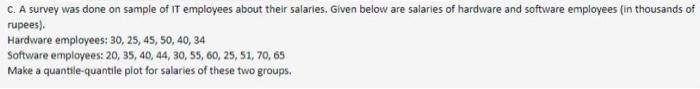 C. A survey was done on sample of IT employees about their salaries. Given below are salaries of hardware and software employees (in thousands of
rupees).
Hardware employees: 30, 25, 45, 50, 40, 34
Software employees: 20, 35, 40, 44, 30, 55, 60, 25, 51, 70, 65
Make a quantile-quantile plot for salaries of these two groups.